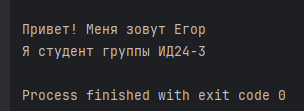 Привет! Меня зовут Егор
Я студент группы ИД24-3
Process finished with exit code 0